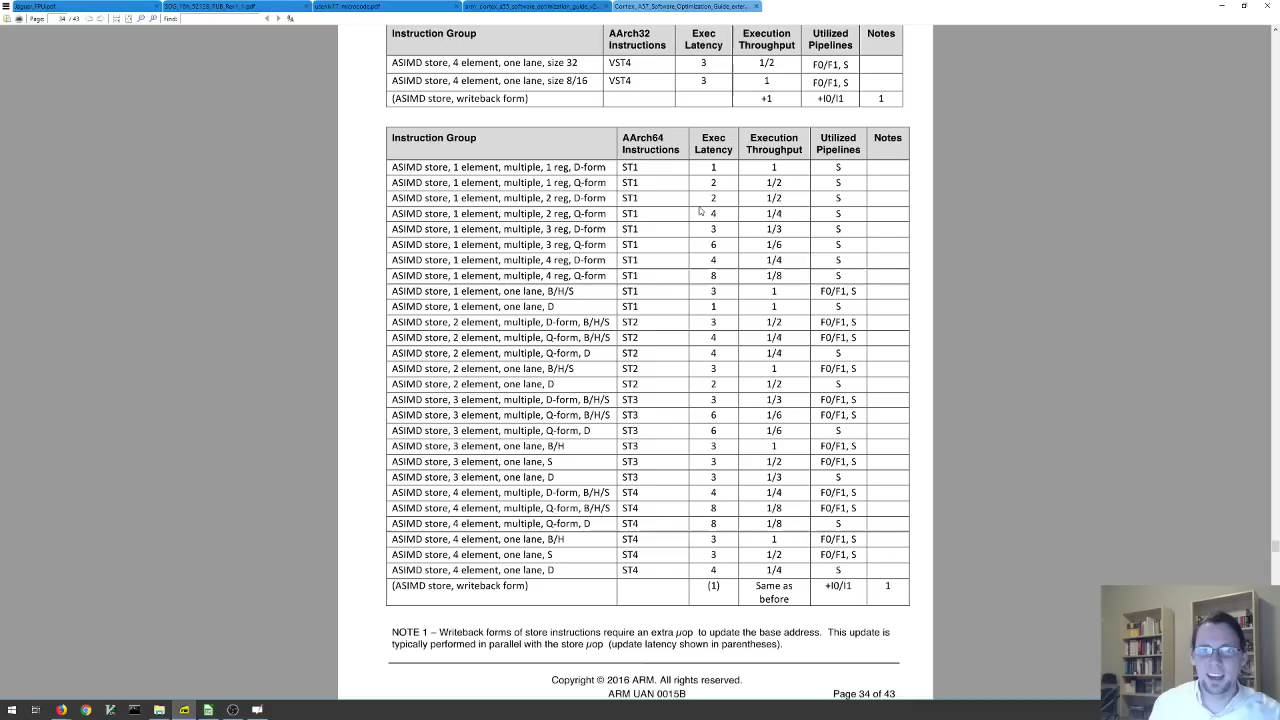 Jaguar_FPU.pdf
SOG_16h_52128_PUB_Rev1_1.pdf
usenix17-microcode.pdf
arm_cortex_a55_software_optimization_guide_v2...
Cortex_A57_Software_Optimization_Guide_exter...
Page: 34 / 43 Find:
Instruction Group AArch32 Instructions Exec Latency Execution Throughput Utilized Pipelines Notes
ASIMD store, 4 element, one lane, size 32 VST4 3 1/2 F0/F1, S
ASIMD store, 4 element, one lane, size 8/16 VST4 3 1 F0/F1, S
(ASIMD store, writeback form) +1 +I0/I1 1
Instruction Group AArch64 Instructions Exec Latency Execution Throughput Utilized Pipelines Notes
ASIMD store, 1 element, multiple, 1 reg, D-form ST1 1 1 S
ASIMD store, 1 element, multiple, 1 reg, Q-form ST1 2 1/2 S
ASIMD store, 1 element, multiple, 2 reg, D-form ST1 2 1/2 S
ASIMD store, 1 element, multiple, 2 reg, Q-form ST1 4 1/4 S
ASIMD store, 1 element, multiple, 3 reg, D-form ST1 3 1/3 S
ASIMD store, 1 element, multiple, 3 reg, Q-form ST1 6 1/6 S
ASIMD store, 1 element, multiple, 4 reg, D-form ST1 4 1/4 S
ASIMD store, 1 element, multiple, 4 reg, Q-form ST1 8 1/8 S
ASIMD store, 1 element, one lane, B/H/S ST1 3 1 F0/F1, S
ASIMD store, 1 element, one lane, D ST1 1 1 S
ASIMD store, 2 element, multiple, D-form, B/H/S ST2 3 1/2 F0/F1, S
ASIMD store, 2 element, multiple, Q-form, B/H/S ST2 4 1/4 F0/F1, S
ASIMD store, 2 element, multiple, Q-form, D ST2 4 1/4 S
ASIMD store, 2 element, one lane, B/H/S ST2 3 1 F0/F1, S
ASIMD store, 2 element, one lane, D ST2 2 1/2 S
ASIMD store, 3 element, multiple, D-form, B/H/S ST3 3 1/3 F0/F1, S
ASIMD store, 3 element, multiple, Q-form, B/H/S ST3 6 1/6 F0/F1, S
ASIMD store, 3 element, multiple, Q-form, D ST3 6 1/6 S
ASIMD store, 3 element, one lane, B/H ST3 3 1 F0/F1, S
ASIMD store, 3 element, one lane, S ST3 3 1/2 F0/F1, S
ASIMD store, 3 element, one lane, D ST3 3 1/3 S
ASIMD store, 4 element, multiple, D-form, B/H/S ST4 4 1/4 F0/F1, S
ASIMD store, 4 element, multiple, Q-form, B/H/S ST4 8 1/8 F0/F1, S
ASIMD store, 4 element, multiple, Q-form, D ST4 8 1/8 S
ASIMD store, 4 element, one lane, B/H ST4 3 1 F0/F1, S
ASIMD store, 4 element, one lane, S ST4 3 1/2 F0/F1, S
ASIMD store, 4 element, one lane, D ST4 4 1/4 S
(ASIMD store, writeback form) (1) Same as before +I0/I1 1
NOTE 1 – Writeback forms of store instructions require an extra µop to update the base address. This update is
typically performed in parallel with the store µop (update latency shown in parentheses).
Copyright © 2016 ARM. All rights reserved.
ARM UAN 0015B Page 34 of 43